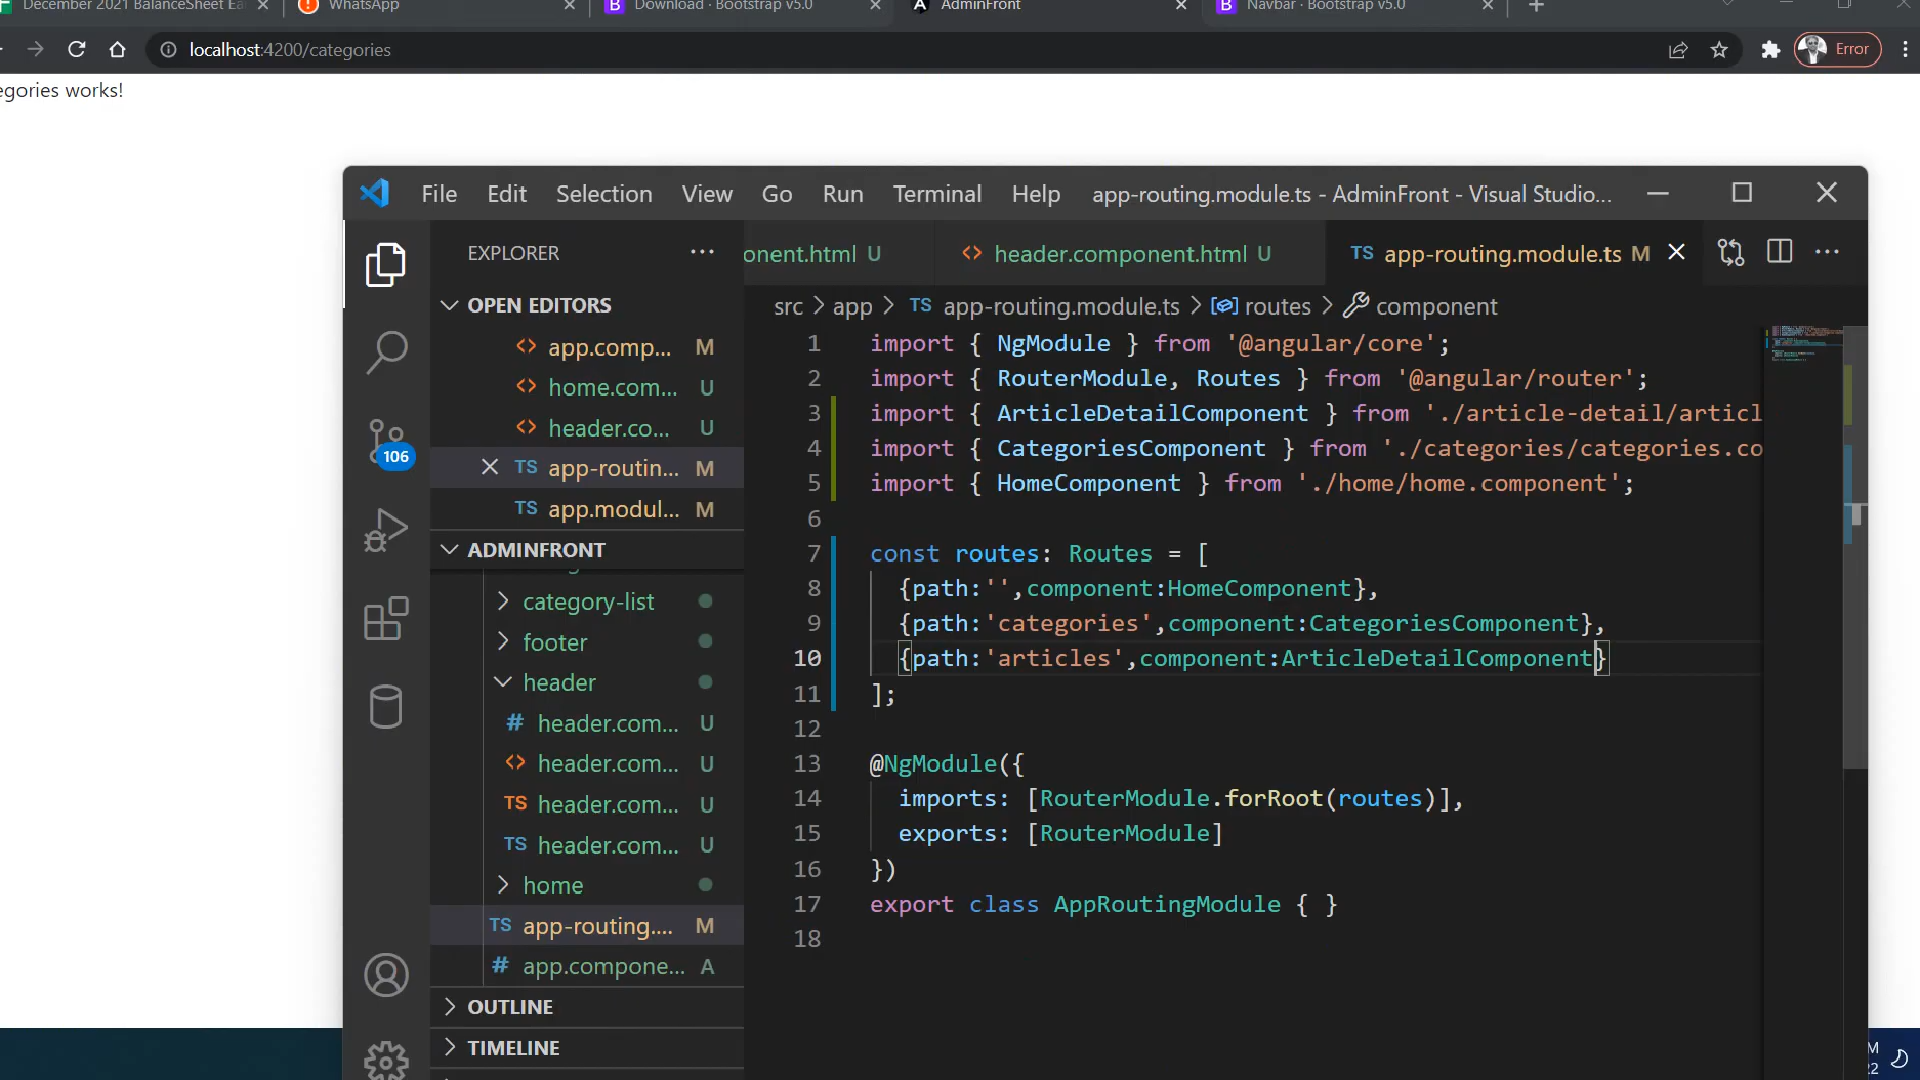 December 2021 BalanceSheet Ea
WhatsApp
Download · Bootstrap v5.0
AdminFront
Navbar · Bootstrap v5.0
localhost:4200/categories
Error
egories works!
File Edit Selection View Go Run Terminal Help app-routing.module.ts - AdminFront - Visual Studio...
EXPLORER
onent.html U
header.component.html U
TS app-routing.module.ts M
OPEN EDITORS
src > app > TS app-routing.module.ts > routes > component
app.comp... M
home.com... U
header.co... U
TS app-routin... M
TS app.modul... M
ADMINFRONT
category-list
footer
header
# header.com... U
header.com... U
TS header.com... U
TS header.com... U
home
TS app-routing.... M
# app.compone... A
OUTLINE
TIMELINE
106
1 import { NgModule } from '@angular/core';
2 import { RouterModule, Routes } from '@angular/router';
3 import { ArticleDetailComponent } from './article-detail/articl
4 import { CategoriesComponent } from './categories/categories.co
5 import { HomeComponent } from './home/home.component';
6
7 const routes: Routes = [
8 {path:'',component:HomeComponent},
9 {path:'categories',component:CategoriesComponent},
10 {path:'articles',component:ArticleDetailComponent}
11 ];
12
13 @NgModule({
14 imports: [RouterModule.forRoot(routes)],
15 exports: [RouterModule]
16 })
17 export class AppRoutingModule { }
18
M
22